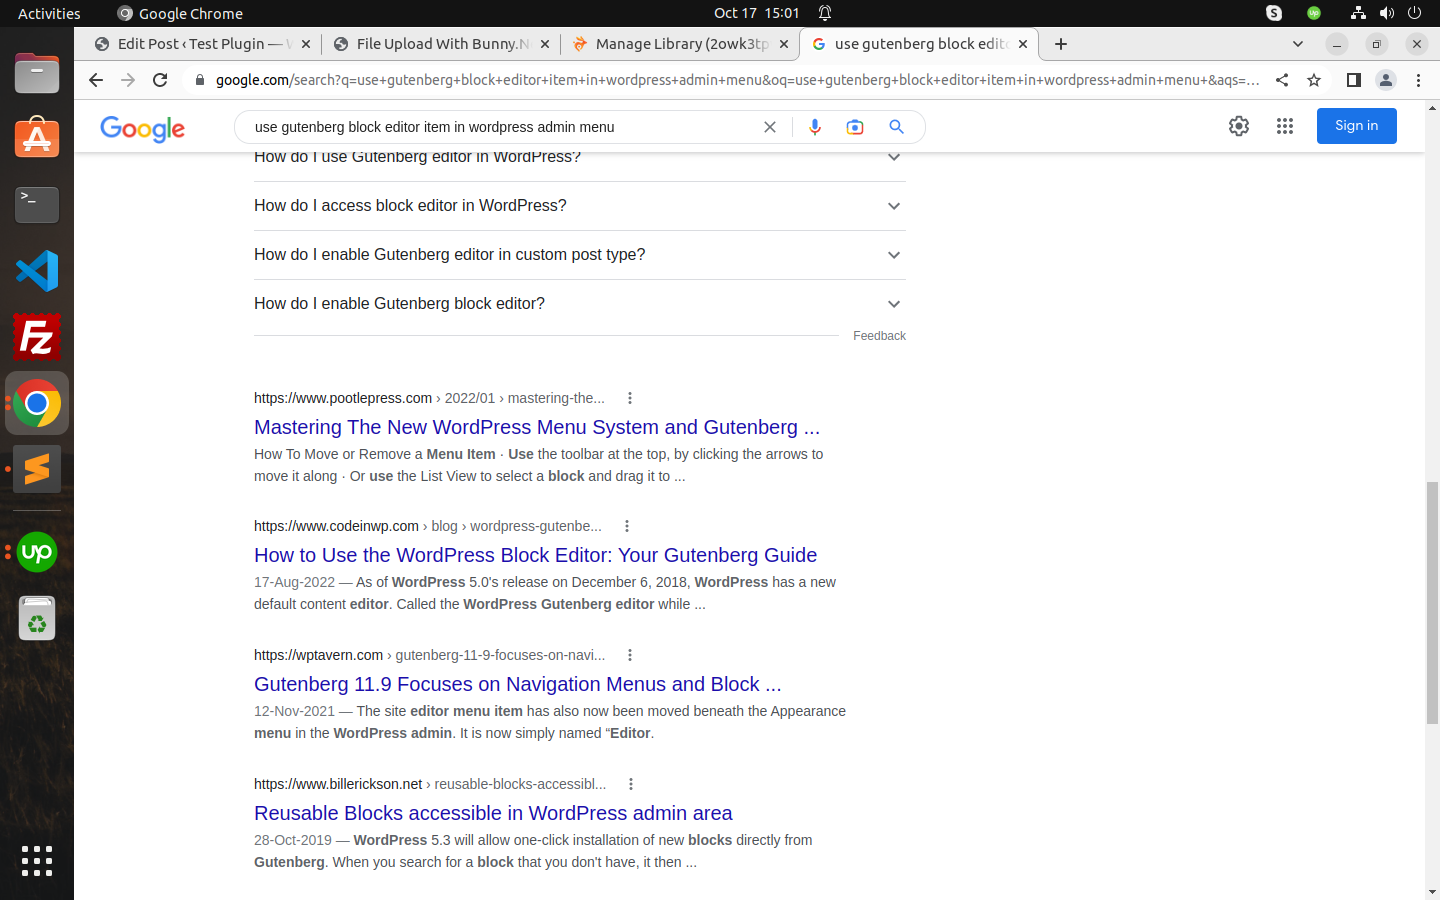 Activities
Google Chrome
Oct 17 15:01
Edit Post ‹ Test Plugin —
File Upload With Bunny.N
Manage Library (2owk3tp
use gutenberg block edito
google.com/search?q=use+gutenberg+block+editor+item+in+wordpress+admin+menu&oq=use+gutenberg+block+editor+item+in+wordpress+admin+menu+&aqs=...
Google
use gutenberg block editor item in wordpress admin menu
Sign in
How do I use Gutenberg editor in WordPress?
How do I access block editor in WordPress?
How do I enable Gutenberg editor in custom post type?
How do I enable Gutenberg block editor?
Feedback
https://www.pootlepress.com › 2022/01 › mastering-the...
Mastering The New WordPress Menu System and Gutenberg ...
How To Move or Remove a Menu Item · Use the toolbar at the top, by clicking the arrows to
move it along · Or use the List View to select a block and drag it to ...
https://www.codeinwp.com › blog › wordpress-gutenbe...
How to Use the WordPress Block Editor: Your Gutenberg Guide
17-Aug-2022 — As of WordPress 5.0's release on December 6, 2018, WordPress has a new
default content editor. Called the WordPress Gutenberg editor while ...
https://wptavern.com › gutenberg-11-9-focuses-on-navi...
Gutenberg 11.9 Focuses on Navigation Menus and Block ...
12-Nov-2021 — The site editor menu item has also now been moved beneath the Appearance
menu in the WordPress admin. It is now simply named “Editor.
https://www.billerickson.net › reusable-blocks-accessibl...
Reusable Blocks accessible in WordPress admin area
28-Oct-2019 — WordPress 5.3 will allow one-click installation of new blocks directly from
Gutenberg. When you search for a block that you don't have, it then ...